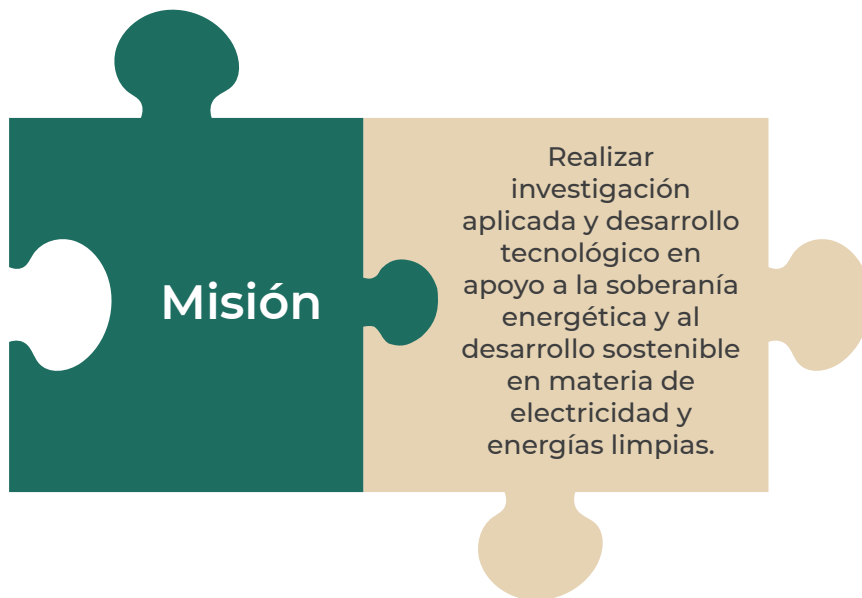 Misión
Realizar
investigación
aplicada y desarrollo
tecnológico en
apoyo a la soberanía
energética y al
desarrollo sostenible
en materia de
electricidad y
energías limpias.